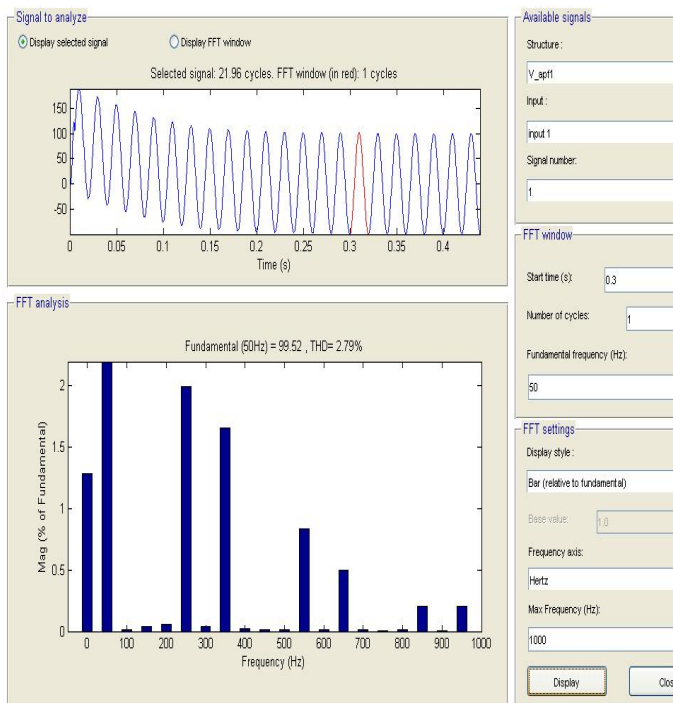 Signal to analyze
Display selected signal
Display FFT window
Selected signal: 21.96 cycles. FFT window (in red): 1 cycles
150
100
50
0
-50
0 0.05 0.1 0.15 0.2 0.25 0.3 0.35 0.4
Time (s)
FFT analysis
Fundamental (50Hz) = 99.52 , THD= 2.79%
Mag (% of Fundamental)
2
1.5
1
0.5
0
0 100 200 300 400 500 600 700 800 900 1000
Frequency (Hz)
Available signals
Structure :
V_apf1
Input :
input 1
Signal number:
1
FFT window
Start time (s): 0.3
Number of cycles: 1
Fundamental frequency (Hz):
50
FFT settings
Display style :
Bar (relative to fundamental)
Base value: 1.0
Frequency axis:
Hertz
Max Frequency (Hz):
1000
Display
Clos